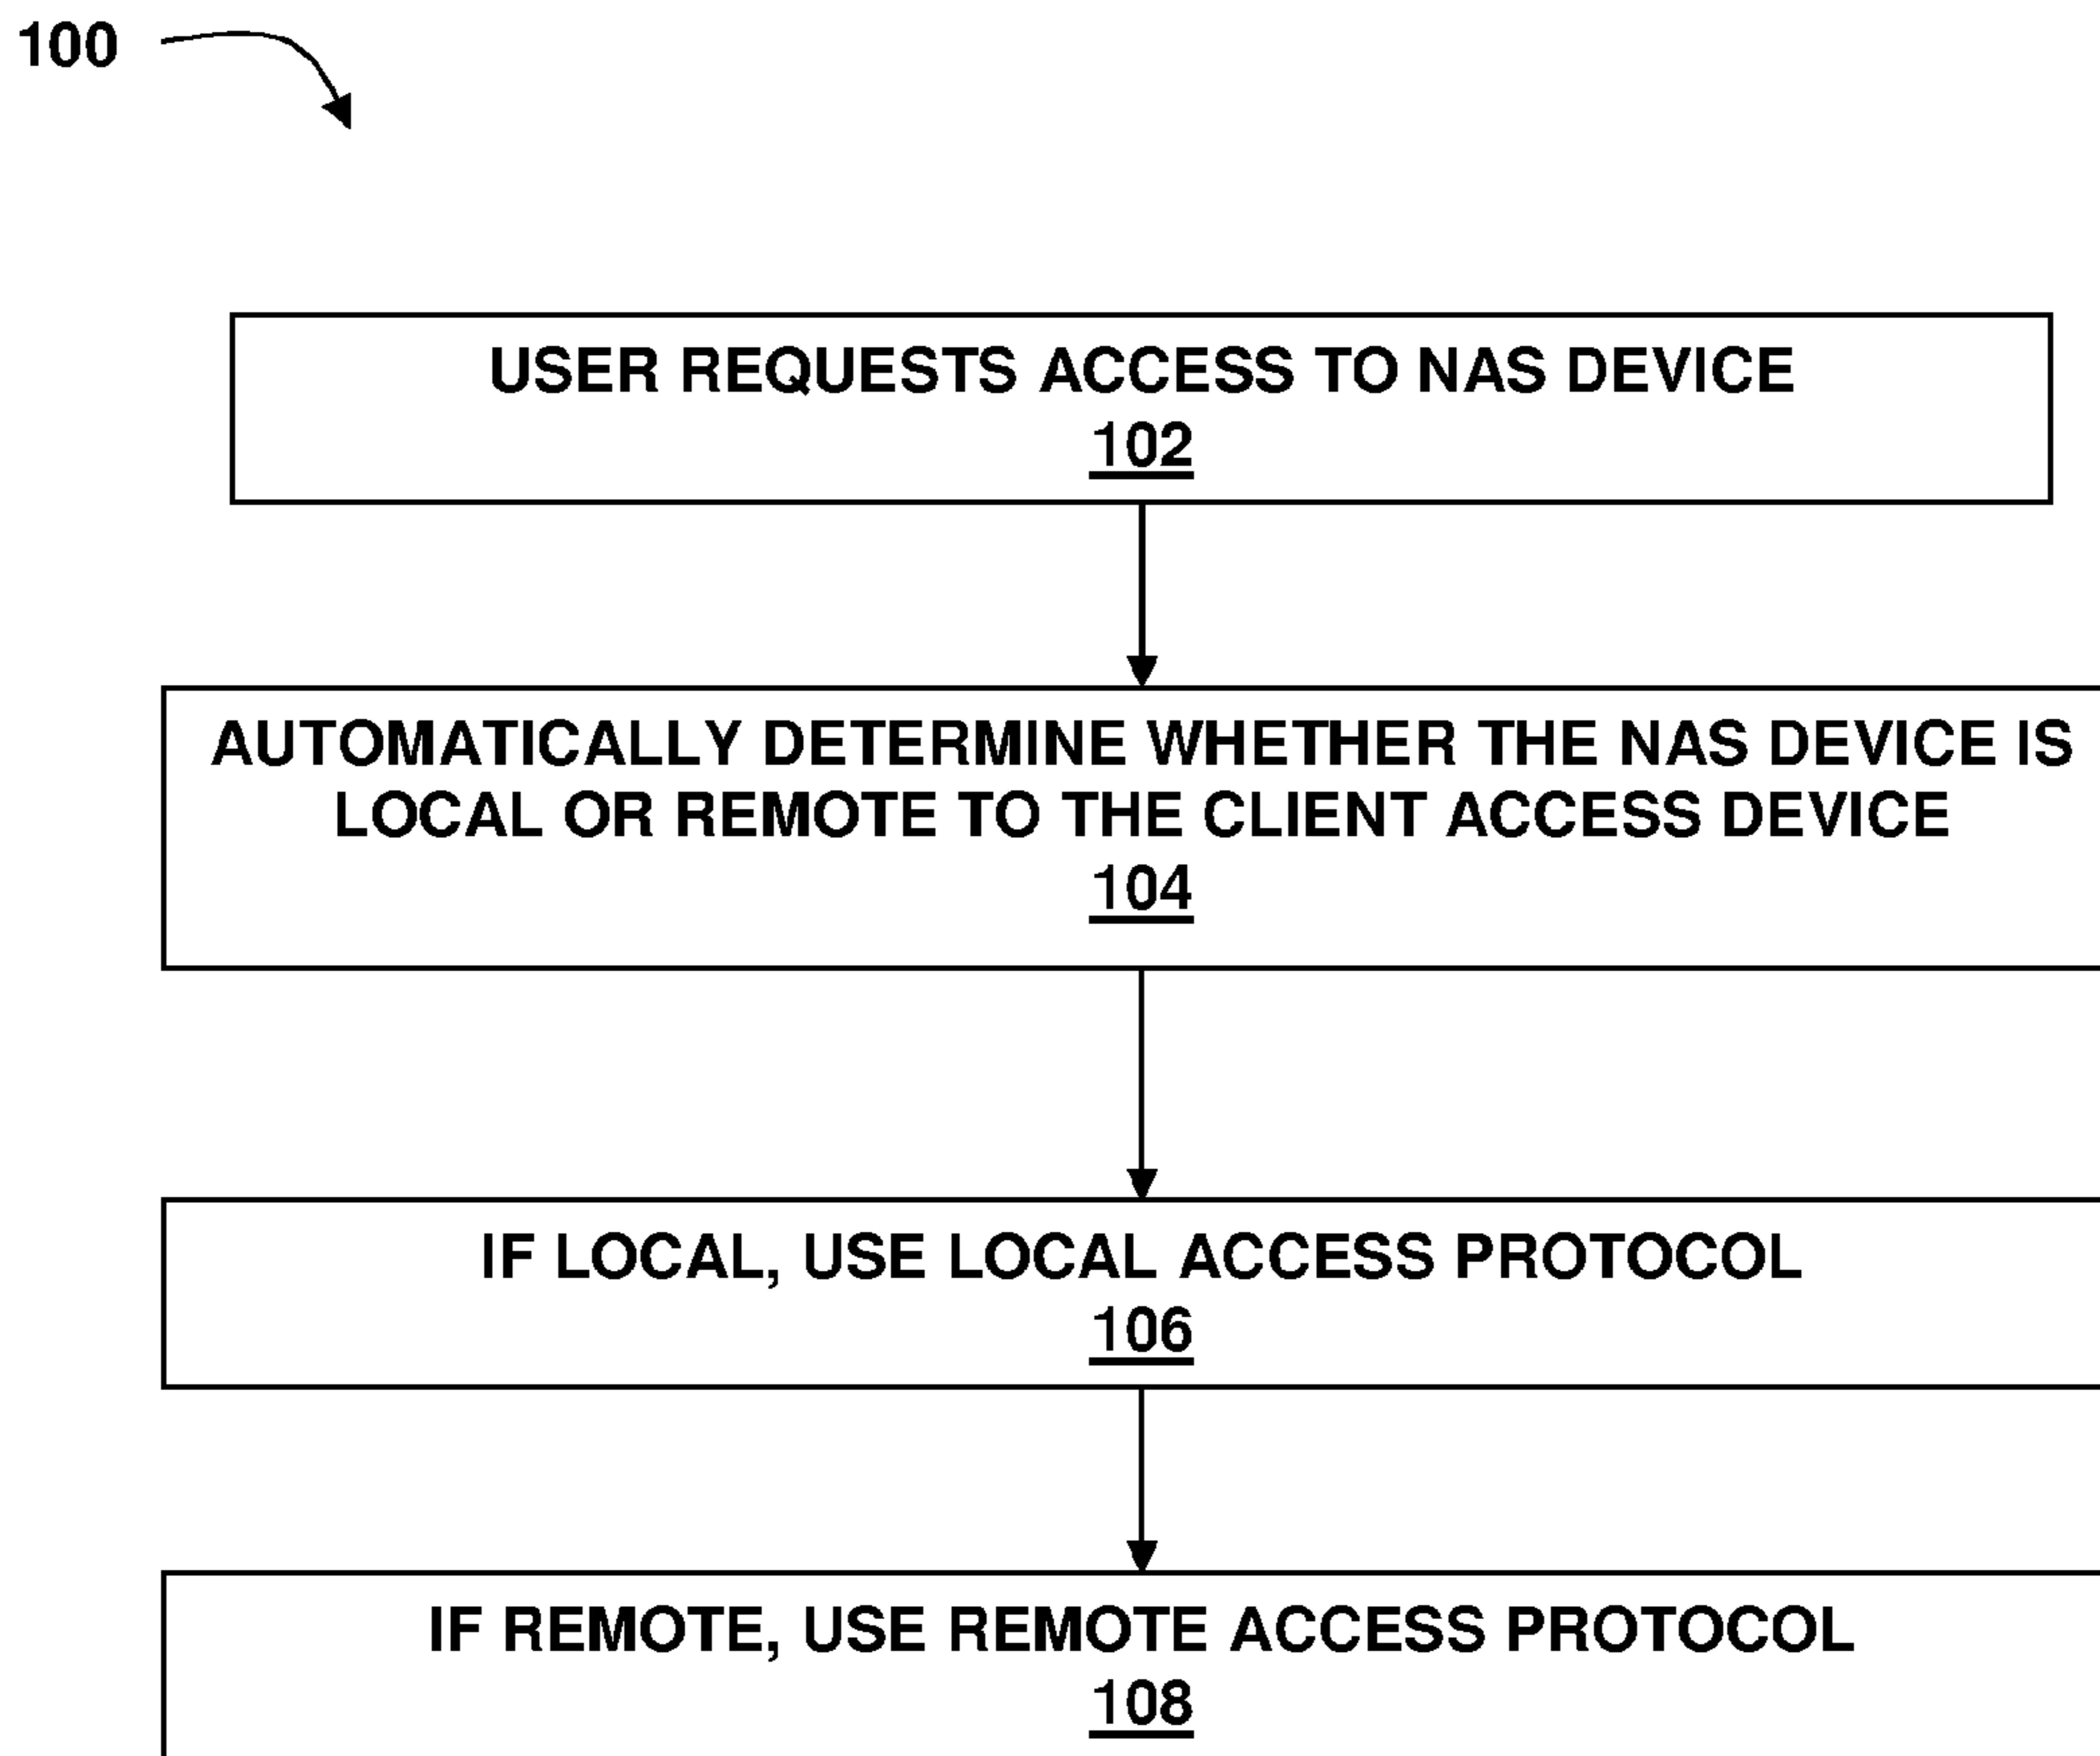 100
USER REQUESTS ACCESS TO NAS DEVICE
102
AUTOMATICALLY DETERMINE WHETHER THE NAS DEVICE IS
LOCAL OR REMOTE TO THE CLIENT ACCESS DEVICE
104
IF LOCAL, USE LOCAL ACCESS PROTOCOL
106
IF REMOTE, USE REMOTE ACCESS PROTOCOL
108